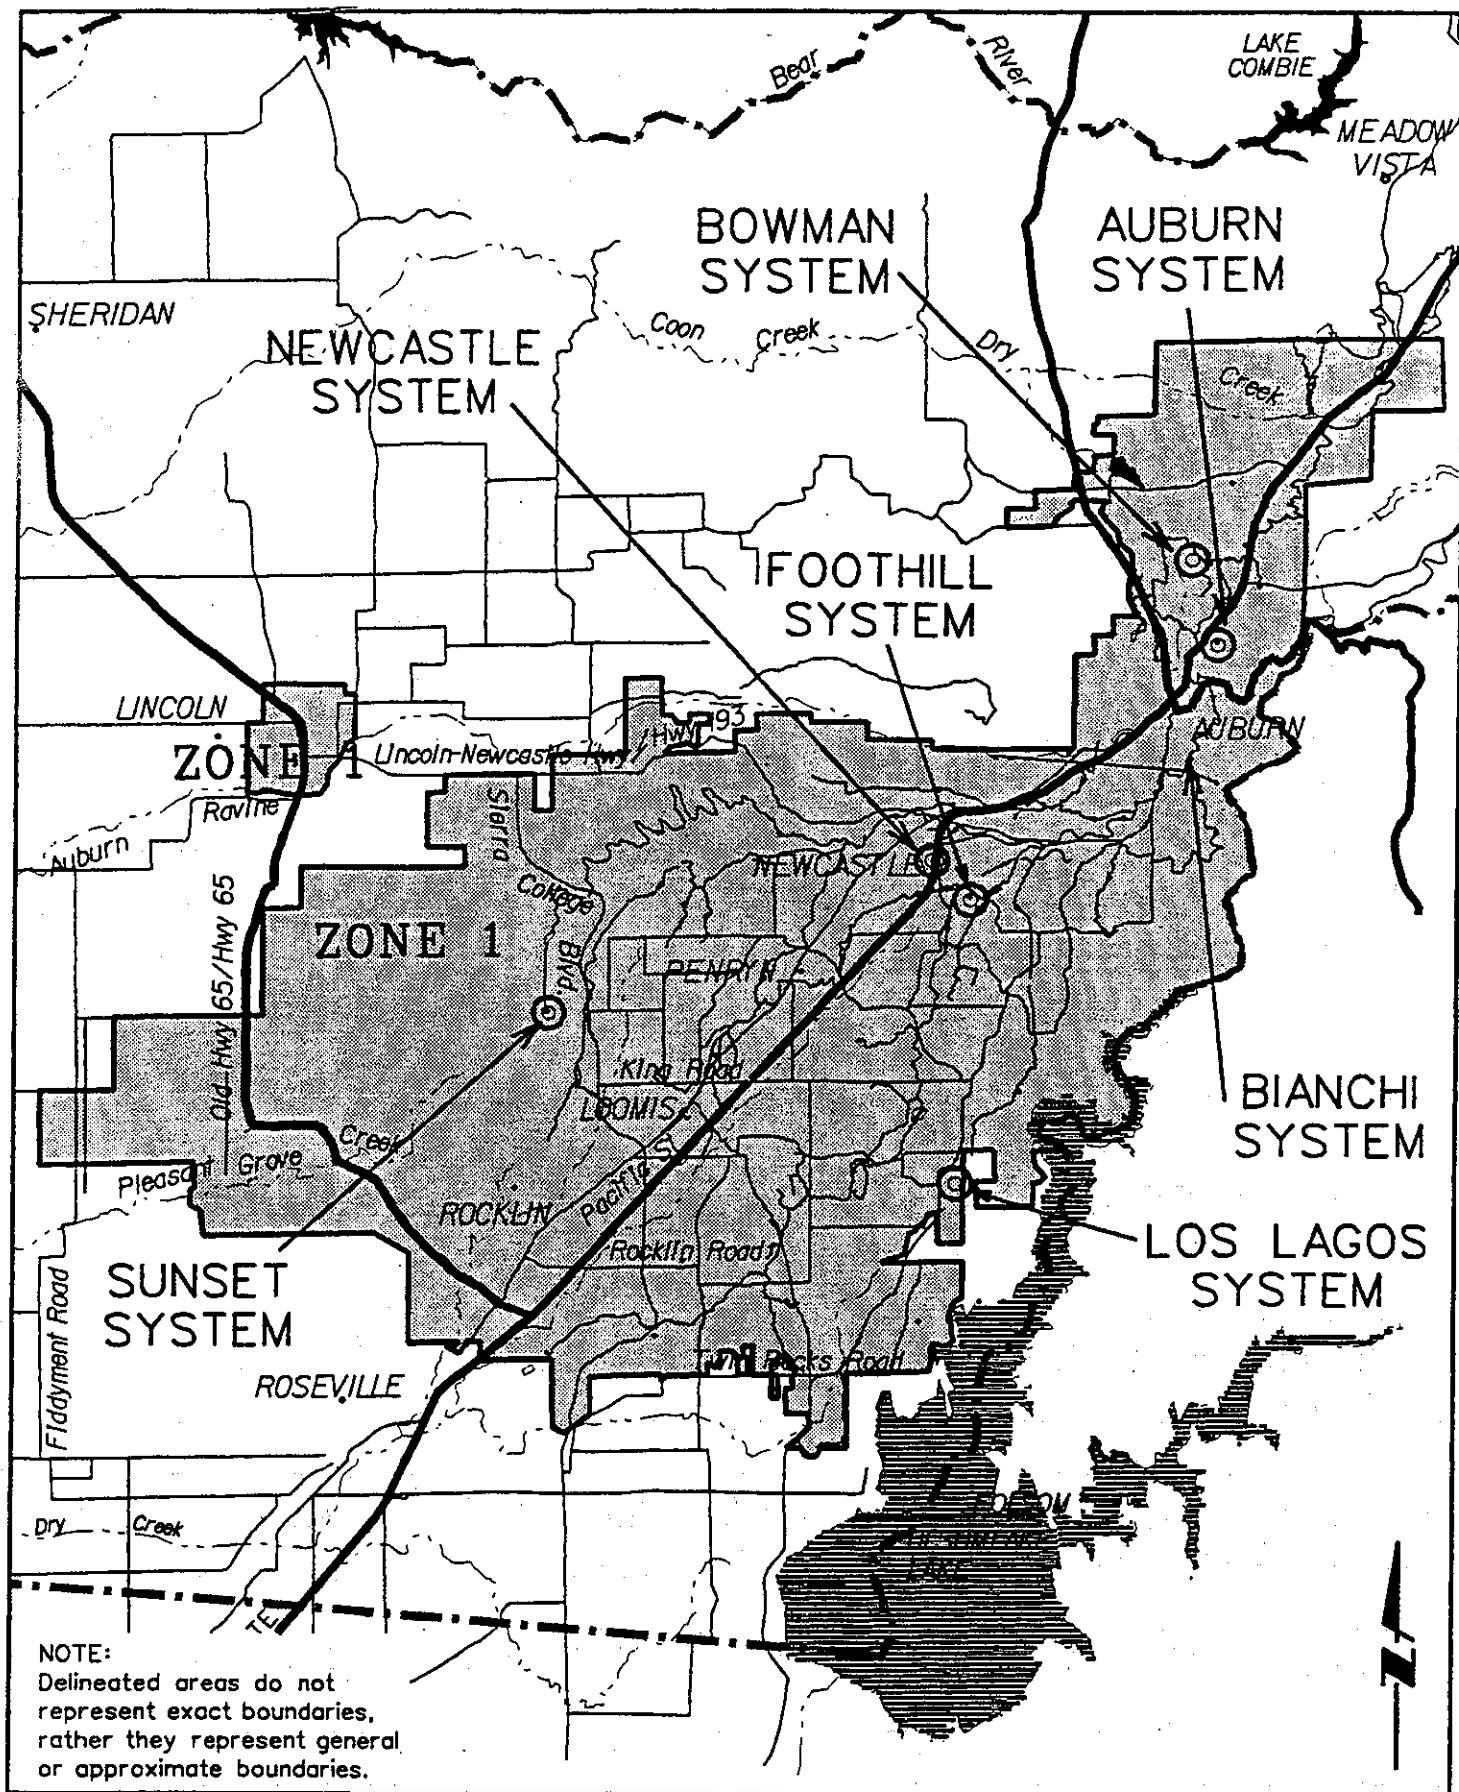 Bear
River
LAKE
COMBIE
MEADOW
VISTA
BOWMAN
SYSTEM
AUBURN
SYSTEM
SHERIDAN
NEWCASTLE
SYSTEM
Coon Creek
Dry
Creek
FOOTHILL
SYSTEM
LINCOLN
ZONE 1
Lincoln-Newcastle Hwy
Hwy 193
AUBURN
Ravine
Auburn
Sierra
College
Blvd.
NEWCASTLE
ZONE 1
PENRYN
Old Hwy 65/Hwy 65
King Road
LOOMIS
BIANCHI
SYSTEM
Creek
Grove
Pleasant
Pacific St
ROCKLIN
Rocklin Road
LOS LAGOS
SYSTEM
SUNSET
SYSTEM
Fiddyment Road
Rocks Road
ROSEVILLE
Dry Creek
FOLSOM
LAKE
N
NOTE:
Delineated areas do not
represent exact boundaries,
rather they represent general
or approximate boundaries.